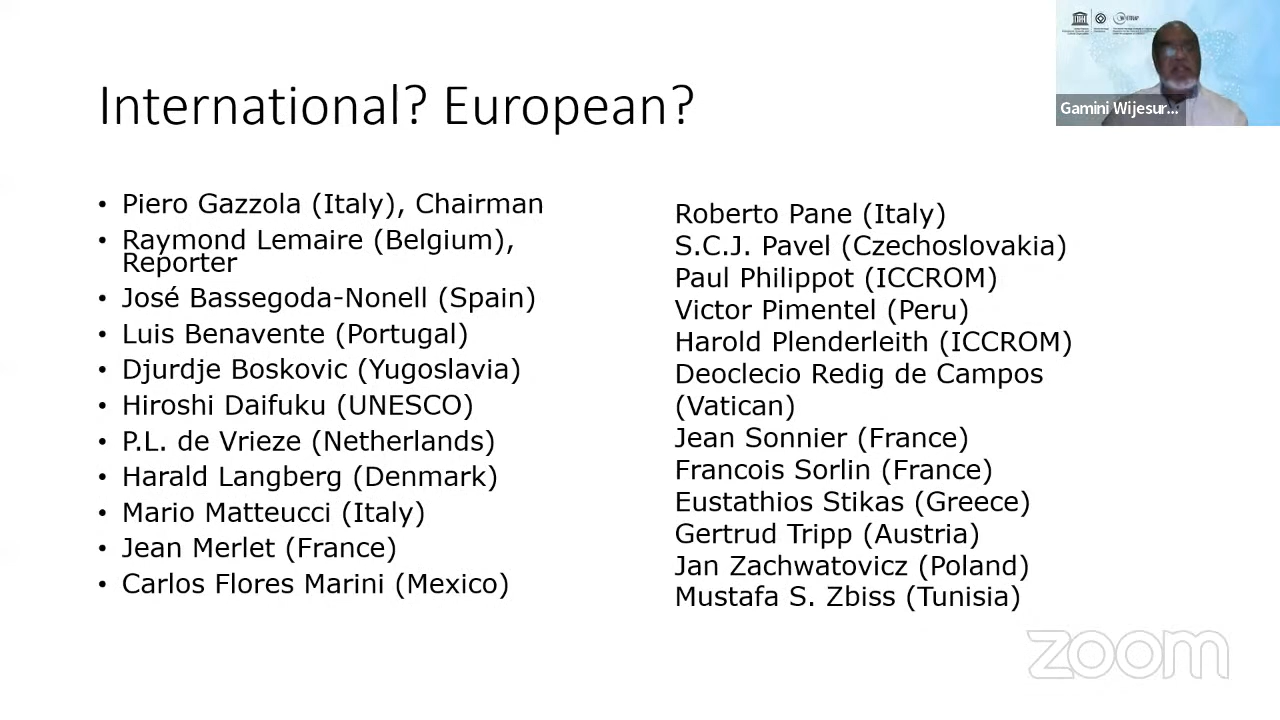 International? European?
Gamini Wijesur...
• Piero Gazzola (Italy), Chairman
• Raymond Lemaire (Belgium),
Reporter
• José Bassegoda-Nonell (Spain)
• Luis Benavente (Portugal)
• Djurdje Boskovic (Yugoslavia)
• Hiroshi Daifuku (UNESCO)
• P.L. de Vrieze (Netherlands)
• Harald Langberg (Denmark)
• Mario Matteucci (Italy)
• Jean Merlet (France)
• Carlos Flores Marini (Mexico)
Roberto Pane (Italy)
S.C.J. Pavel (Czechoslovakia)
Paul Philippot (ICCROM)
Victor Pimentel (Peru)
Harold Plenderleith (ICCROM)
Deoclecio Redig de Campos
(Vatican)
Jean Sonnier (France)
Francois Sorlin (France)
Eustathios Stikas (Greece)
Gertrud Tripp (Austria)
Jan Zachwatovicz (Poland)
Mustafa S. Zbiss (Tunisia)
zoom